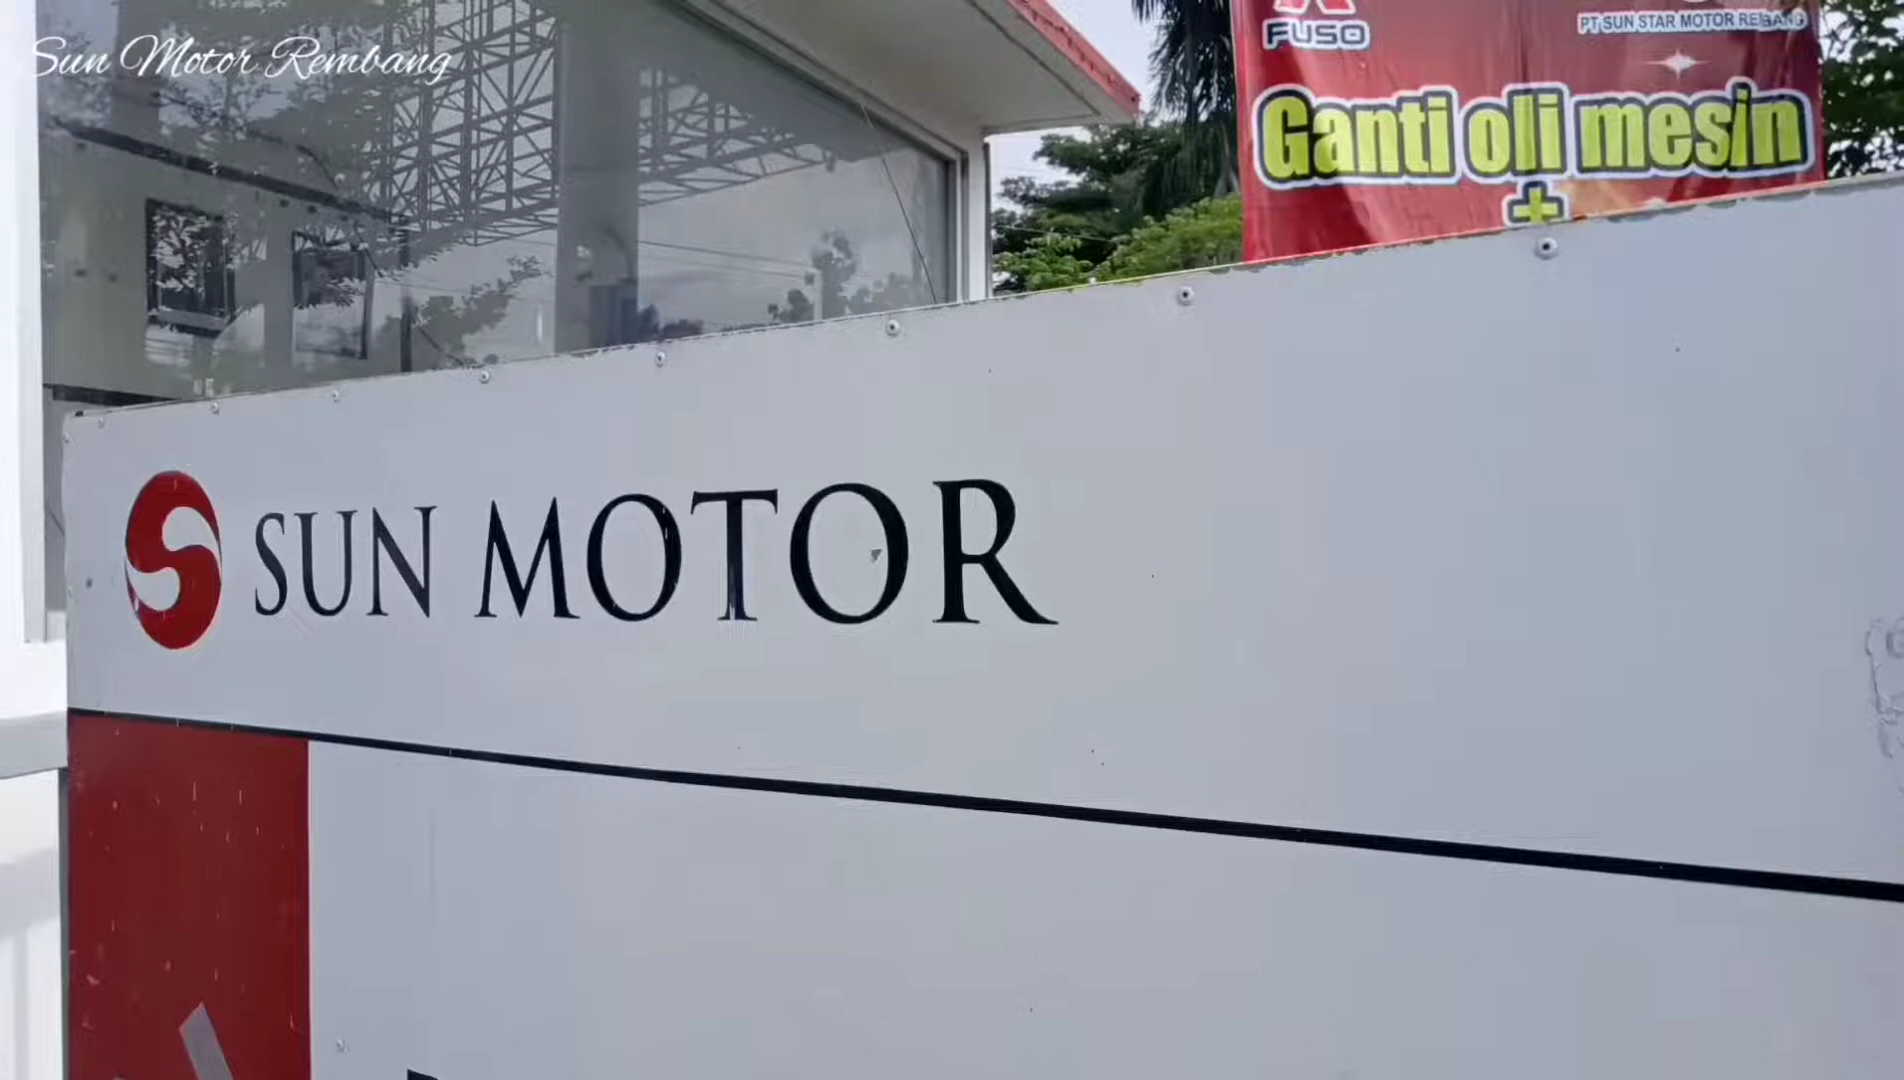 Sun Motor Rembang
FUSO
PT SUN STAR MOTOR REMBANG
Ganti oli mesin
+
SUN MOTOR